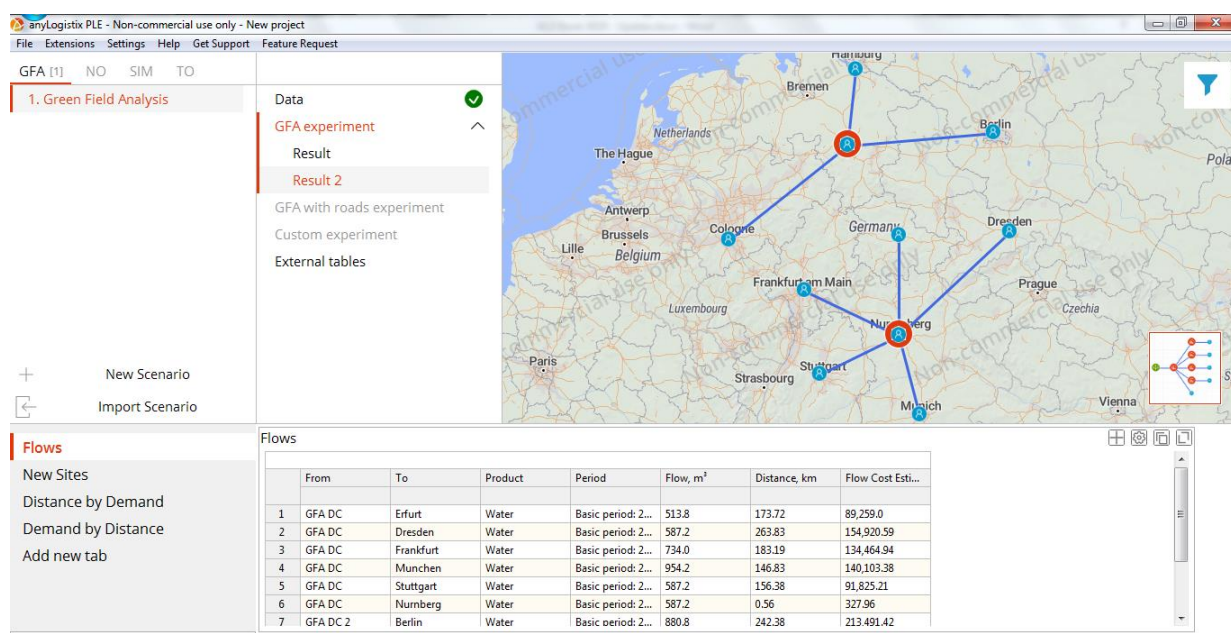 anyLogistix PLE - Non-commercial use only - New project
File Extensions Settings Help Get Support Feature Request
GFA [1] NO SIM TO
1. Green Field Analysis
Data
GFA experiment
Result
Result 2
GFA with roads experiment
Custom experiment
External tables
New Scenario
Import Scenario
Hamburg
Bremen
Berlin
Netherlands
The Hague
Antwerp
Brussels
Cologne
Germany
Dresden
Lille
Belgium
Frankfurt am Main
Prague
Luxembourg
Czechia
Paris
Strasbourg
Stuttgart
Munich
Vienna
Non-commercial use only
Flows
New Sites
Distance by Demand
Demand by Distance
Add new tab
Flows
From To Product Period Flow, m³ Distance, km Flow Cost Esti...
1 GFA DC Erfurt Water Basic period: 2... 513.8 173.72 89,259.0
2 GFA DC Dresden Water Basic period: 2... 587.2 263.83 154,920.59
3 GFA DC Frankfurt Water Basic period: 2... 734.0 183.19 134,464.94
4 GFA DC Munchen Water Basic period: 2... 954.2 146.83 140,103.38
5 GFA DC Stuttgart Water Basic period: 2... 587.2 156.38 91,825.21
6 GFA DC Nurnberg Water Basic period: 2... 587.2 0.56 327.96
7 GFA DC 2 Berlin Water Basic period: 2... 880.8 242.38 213,491.42